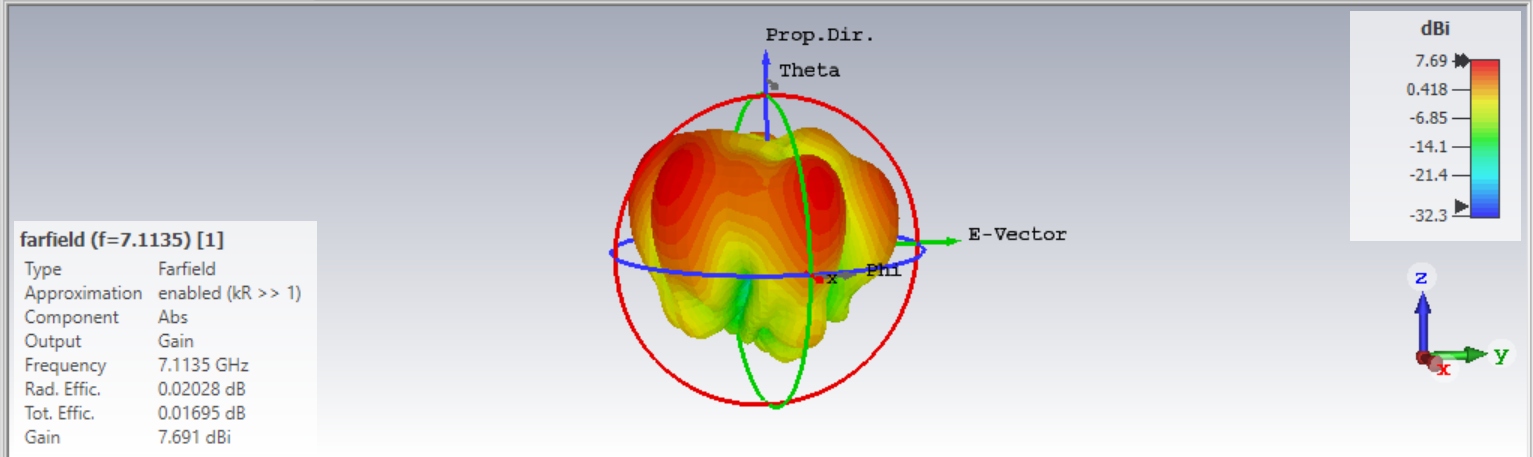 Prop.Dir.
Theta
E-Vector
Phi
x
dBi
7.69
0.418
-6.85
-14.1
-21.4
-32.3
z
y
x
farfield (f=7.1135) [1]
Type Farfield
Approximation enabled (kR >> 1)
Component Abs
Output Gain
Frequency 7.1135 GHz
Rad. Effic. 0.02028 dB
Tot. Effic. 0.01695 dB
Gain 7.691 dBi